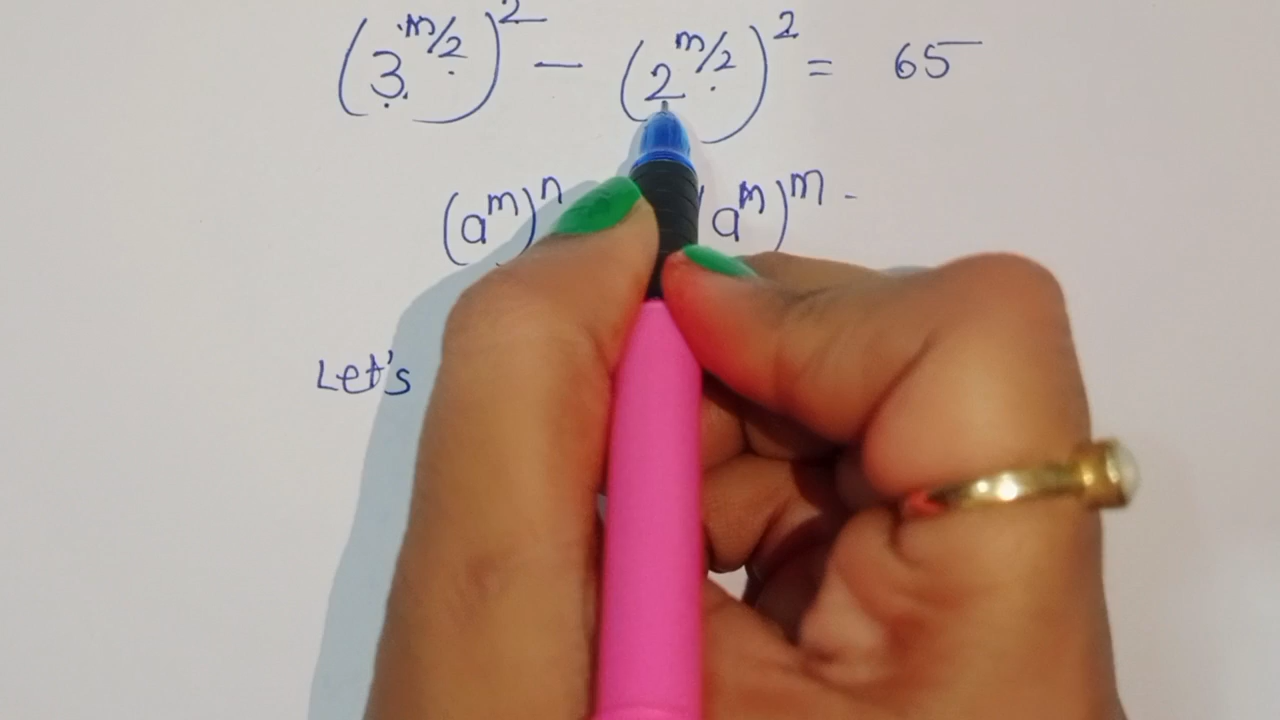 (3^{m/2})^2 - (2^{m/2})^2 = 65
(a^m)^n (a^m)^m -
Let's